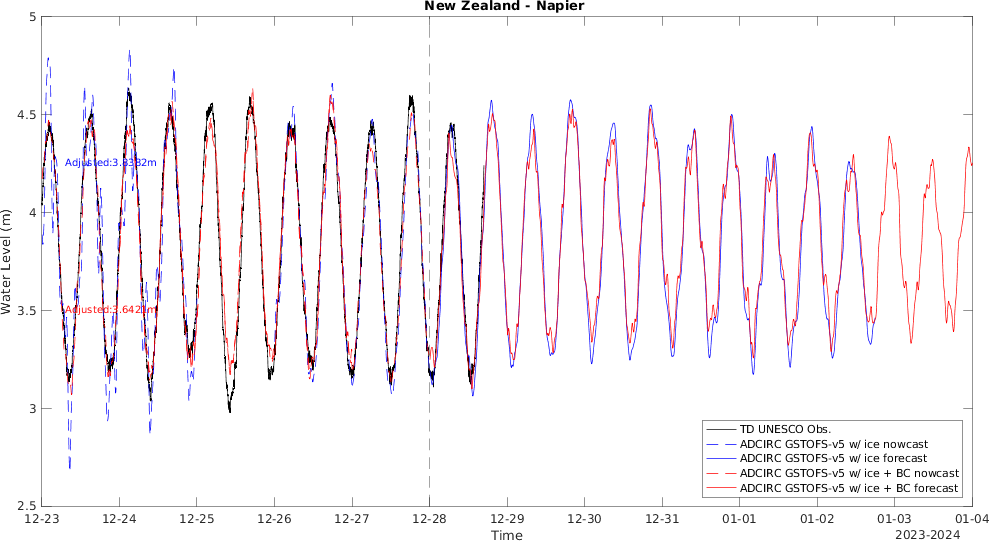 New Zealand - Napier
Water Level (m)
5
4.5
4
3.5
3
2.5
Adjusted:3.8382m
Adjusted:3.6421m
TD UNESCO Obs.
ADCIRC GSTOFS-v5 w/ ice nowcast
ADCIRC GSTOFS-v5 w/ ice forecast
ADCIRC GSTOFS-v5 w/ ice + BC nowcast
ADCIRC GSTOFS-v5 w/ ice + BC forecast
12-23 12-24 12-25 12-26 12-27 12-28 12-29 12-30 12-31 01-01 01-02 01-03 01-04
Time
2023-2024